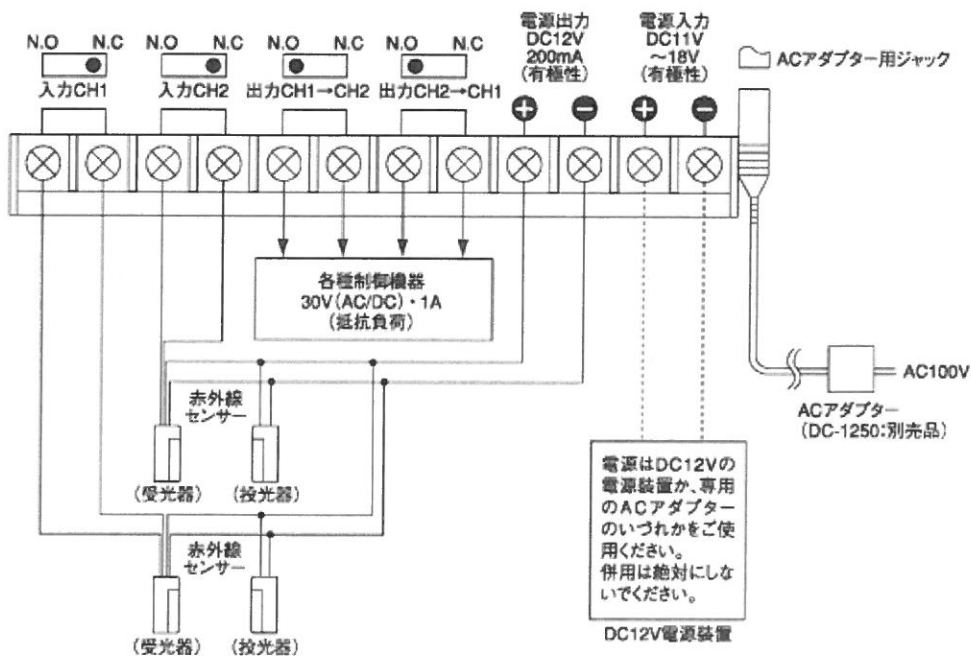 N.O N.C
入力CH1
N.O N.C
入力CH2
N.O N.C
出力CH1→CH2
N.O N.C
出力CH2→CH1
電源出力
DC12V
200mA
(有極性)
電源入力
DC11V
～18V
(有極性)
+ − + −
ACアダプター用ジャック
各種制御機器
30V(AC/DC)・1A
(抵抗負荷)
赤外線
センサー
(受光器)
(投光器)
赤外線
センサー
(受光器)
(投光器)
AC100V
ACアダプター
(DC-1250:別売品)
電源はDC12Vの
電源装置か、専用
のACアダプター
のいづれかをご使
用ください。
併用は絶対にしな
いでください。
DC12V電源装置